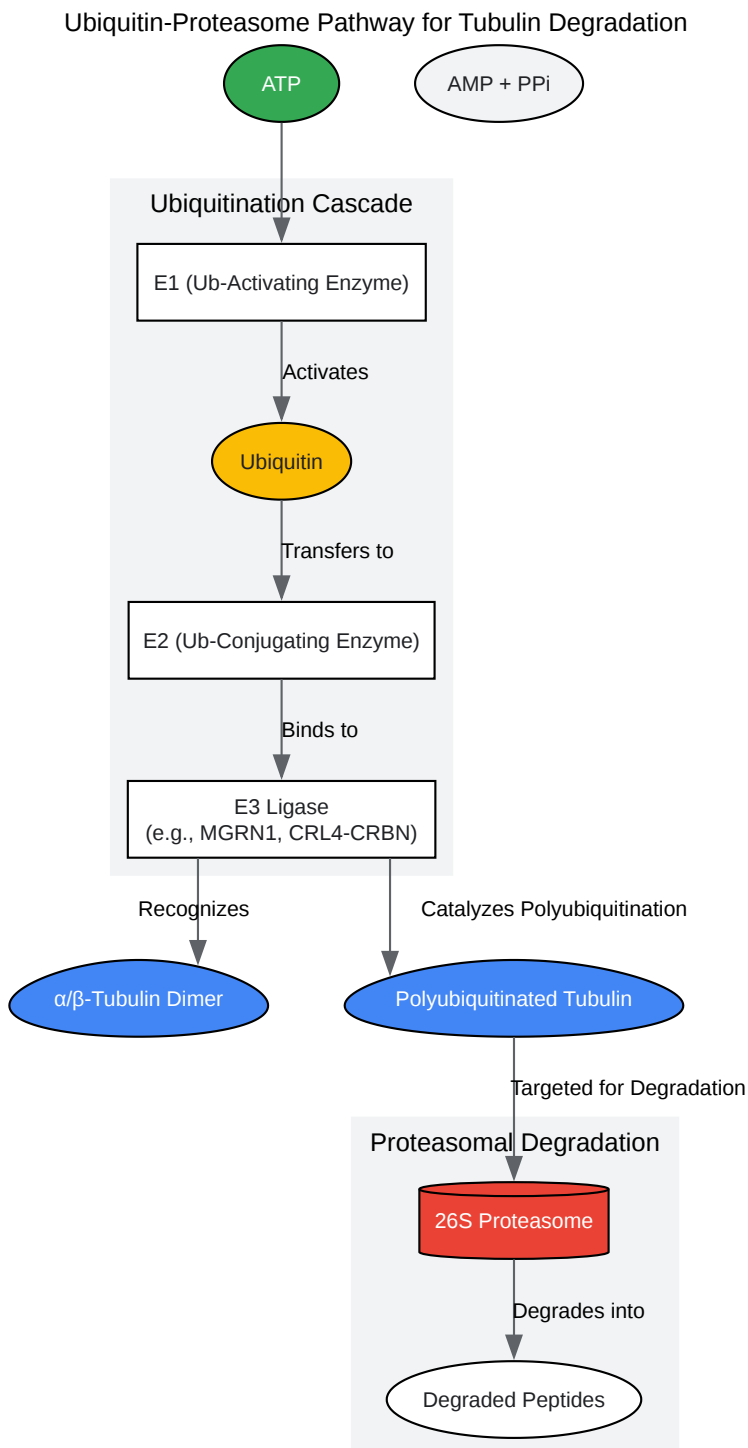 Ubiquitin-Proteasome Pathway for Tubulin Degradation
ATP
AMP + PPi
Ubiquitination Cascade
E1 (Ub-Activating Enzyme)
Activates
Ubiquitin
Transfers to
E2 (Ub-Conjugating Enzyme)
Binds to
E3 Ligase
(e.g., MGRN1, CRL4-CRBN)
Recognizes
Catalyzes Polyubiquitination
α/β-Tubulin Dimer
Polyubiquitinated Tubulin
Targeted for Degradation
Proteasomal Degradation
26S Proteasome
Degrades into
Degraded Peptides